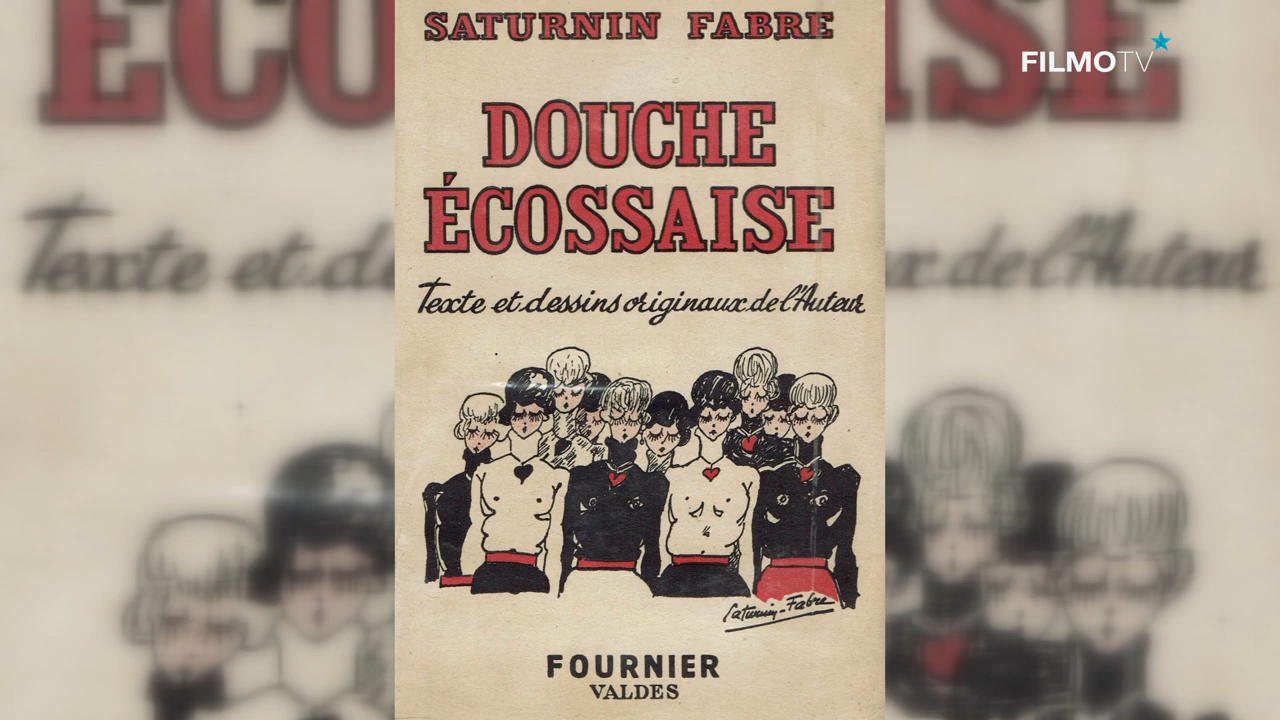 SATURNIN FABRE
FILMOTV
DOUCHE
ÉCOSSAISE
Texte et dessins originaux de l'Auteur
Saturnin-Fabre
FOURNIER
VALDES